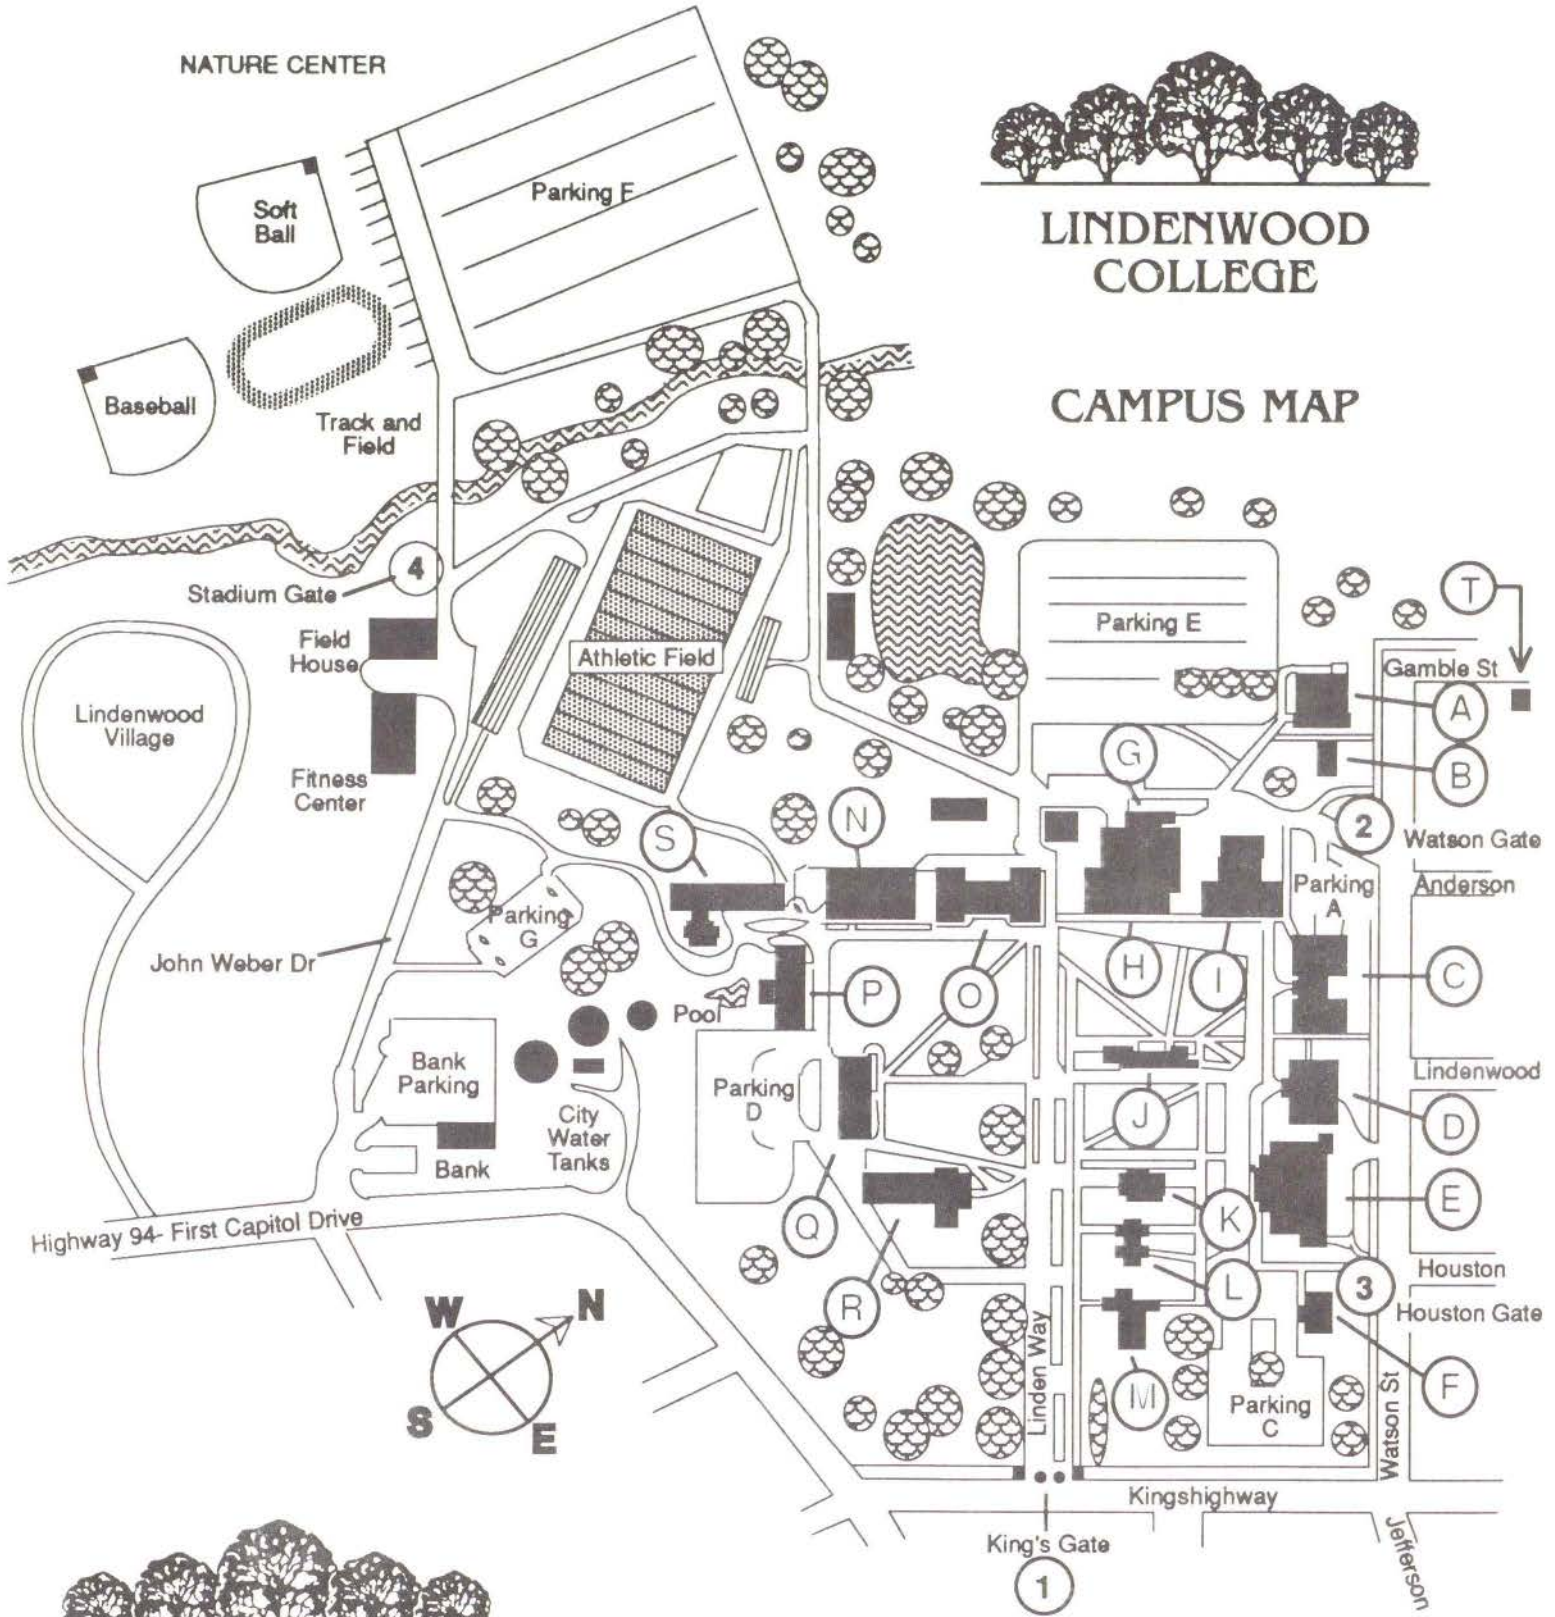 NATURE CENTER
LINDENWOOD
COLLEGE
CAMPUS MAP
Parking F
Soft
Ball
Baseball
Track and
Field
4
Stadium Gate
Field
House
Lindenwood
Village
Fitness
Center
Athletic Field
Parking E
T
Gamble St
A
G
B
2
Watson Gate
S
N
Parking
A
Anderson
Parking
G
John Weber Dr
H
I
C
P
O
Pool
Bank
Parking
Parking
D
Lindenwood
J
D
City
Water
Tanks
Bank
E
K
Q
Highway 94- First Capitol Drive
L
3
Houston
Houston Gate
R
W
N
S
E
Linden Way
M
F
Parking
C
Watson St
Kingshighway
King's Gate
1
Jefferson